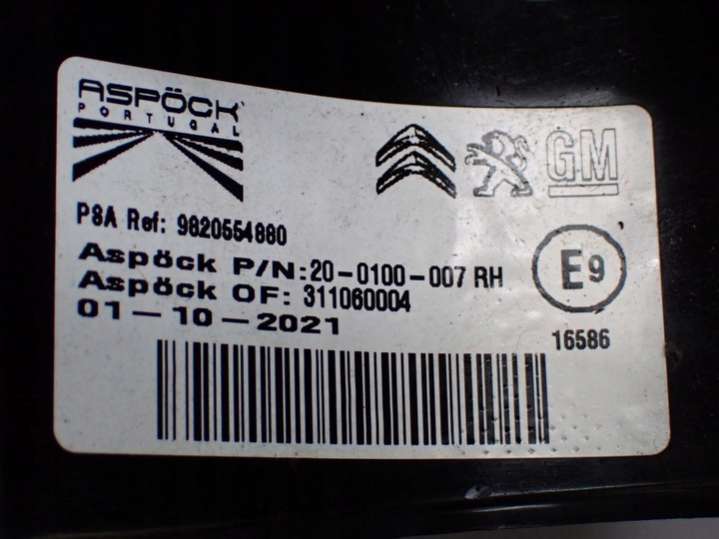 ASPÖCK
PORTUGAL
GM
PSA Ref: 9820554880
Aspöck P/N:20-0100-007 RH
Aspöck OF: 311060004
01-10-2021
E9
16586